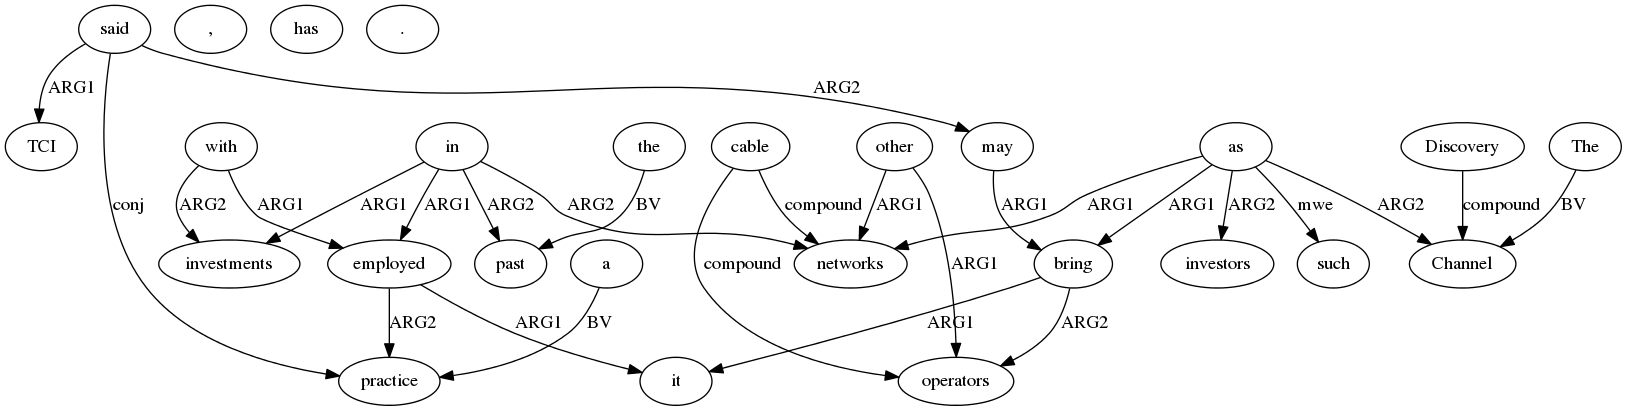 said , has .
ARG1 ARG2
TCI with in the cable other may as Discovery The
conj ARG2 ARG1 ARG1 ARG1 ARG2 ARG2 BV compound ARG1 ARG1 ARG1 ARG1 ARG2 mwe ARG2 compound BV
investments employed past a networks bring investors such Channel
compound ARG1
ARG2 ARG1 BV ARG1 ARG2
practice it operators